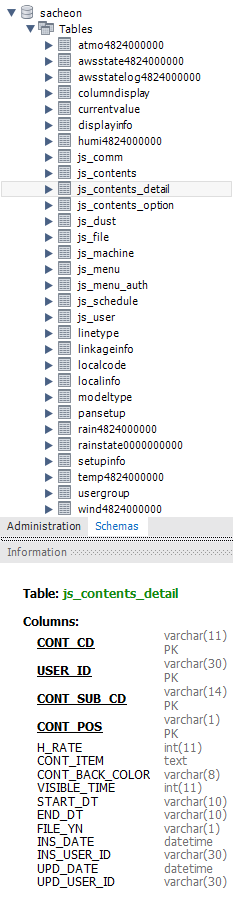 sacheon
Tables
atmo4824000000
awsstate4824000000
awsstatelog4824000000
columndisplay
currentvalue
displayinfo
humi4824000000
js_comm
js_contents
js_contents_detail
js_contents_option
js_dust
js_file
js_machine
js_menu
js_menu_auth
js_schedule
js_user
linetype
linkageinfo
localcode
localinfo
modeltype
pansetup
rain4824000000
rainstate0000000000
setupinfo
temp4824000000
usergroup
wind4824000000
Administration Schemas
Information
Table: js_contents_detail
Columns:
CONT_CD varchar(11) PK
USER_ID varchar(30) PK
CONT_SUB_CD varchar(14) PK
CONT_POS varchar(1) PK
H_RATE int(11)
CONT_ITEM text
CONT_BACK_COLOR varchar(8)
VISIBLE_TIME int(11)
START_DT varchar(10)
END_DT varchar(10)
FILE_YN varchar(1)
INS_DATE datetime
INS_USER_ID varchar(30)
UPD_DATE datetime
UPD_USER_ID varchar(30)